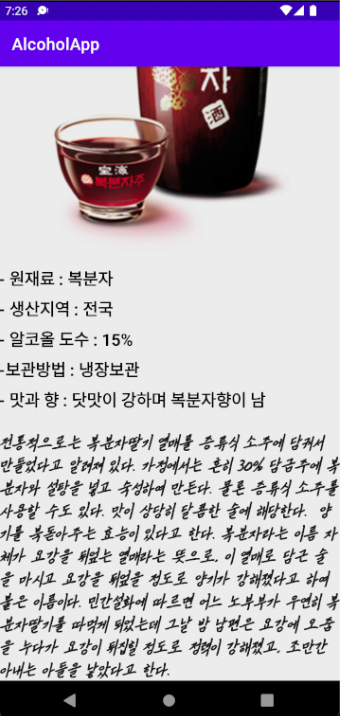 7:26
AlcoholApp
자
酒
복분자주
- 원재료 : 복분자
- 생산지역 : 전국
- 알코올 도수 : 15%
-보관방법 : 냉장보관
- 맛과 향 : 닷맛이 강하며 복분자향이 남
전통적으로는 복분자딸기 열매를 증류식 소주에 담궈서
만들었다고 알려져 있다. 가정에서는 흔히 30% 담금주에 복
분자와 설탕을 넣고 숙성하여 만든다. 물론 증류식 소주를
사용할 수도 있다. 맛이 상당히 달콤한 술에 해당한다. 양
기를 북돋아주는 효능이 있다고 한다. 복분자라는 이름 자
체가 요강을 뒤엎는 열매라는 뜻으로, 이 열매로 담근 술
을 마시고 요강을 뒤엎을 정도로 양기가 강해졌다고 하여
붙은 이름이다. 민간설화에 따르면 어느 노부부가 우연히 복
분자딸기를 따먹게 되었는데 그날 밤 남편은 요강에 오줌
을 누다가 요강이 뒤집힐 정도로 정력이 강해졌고, 조만간
아내는 아들을 낳았다고 한다.